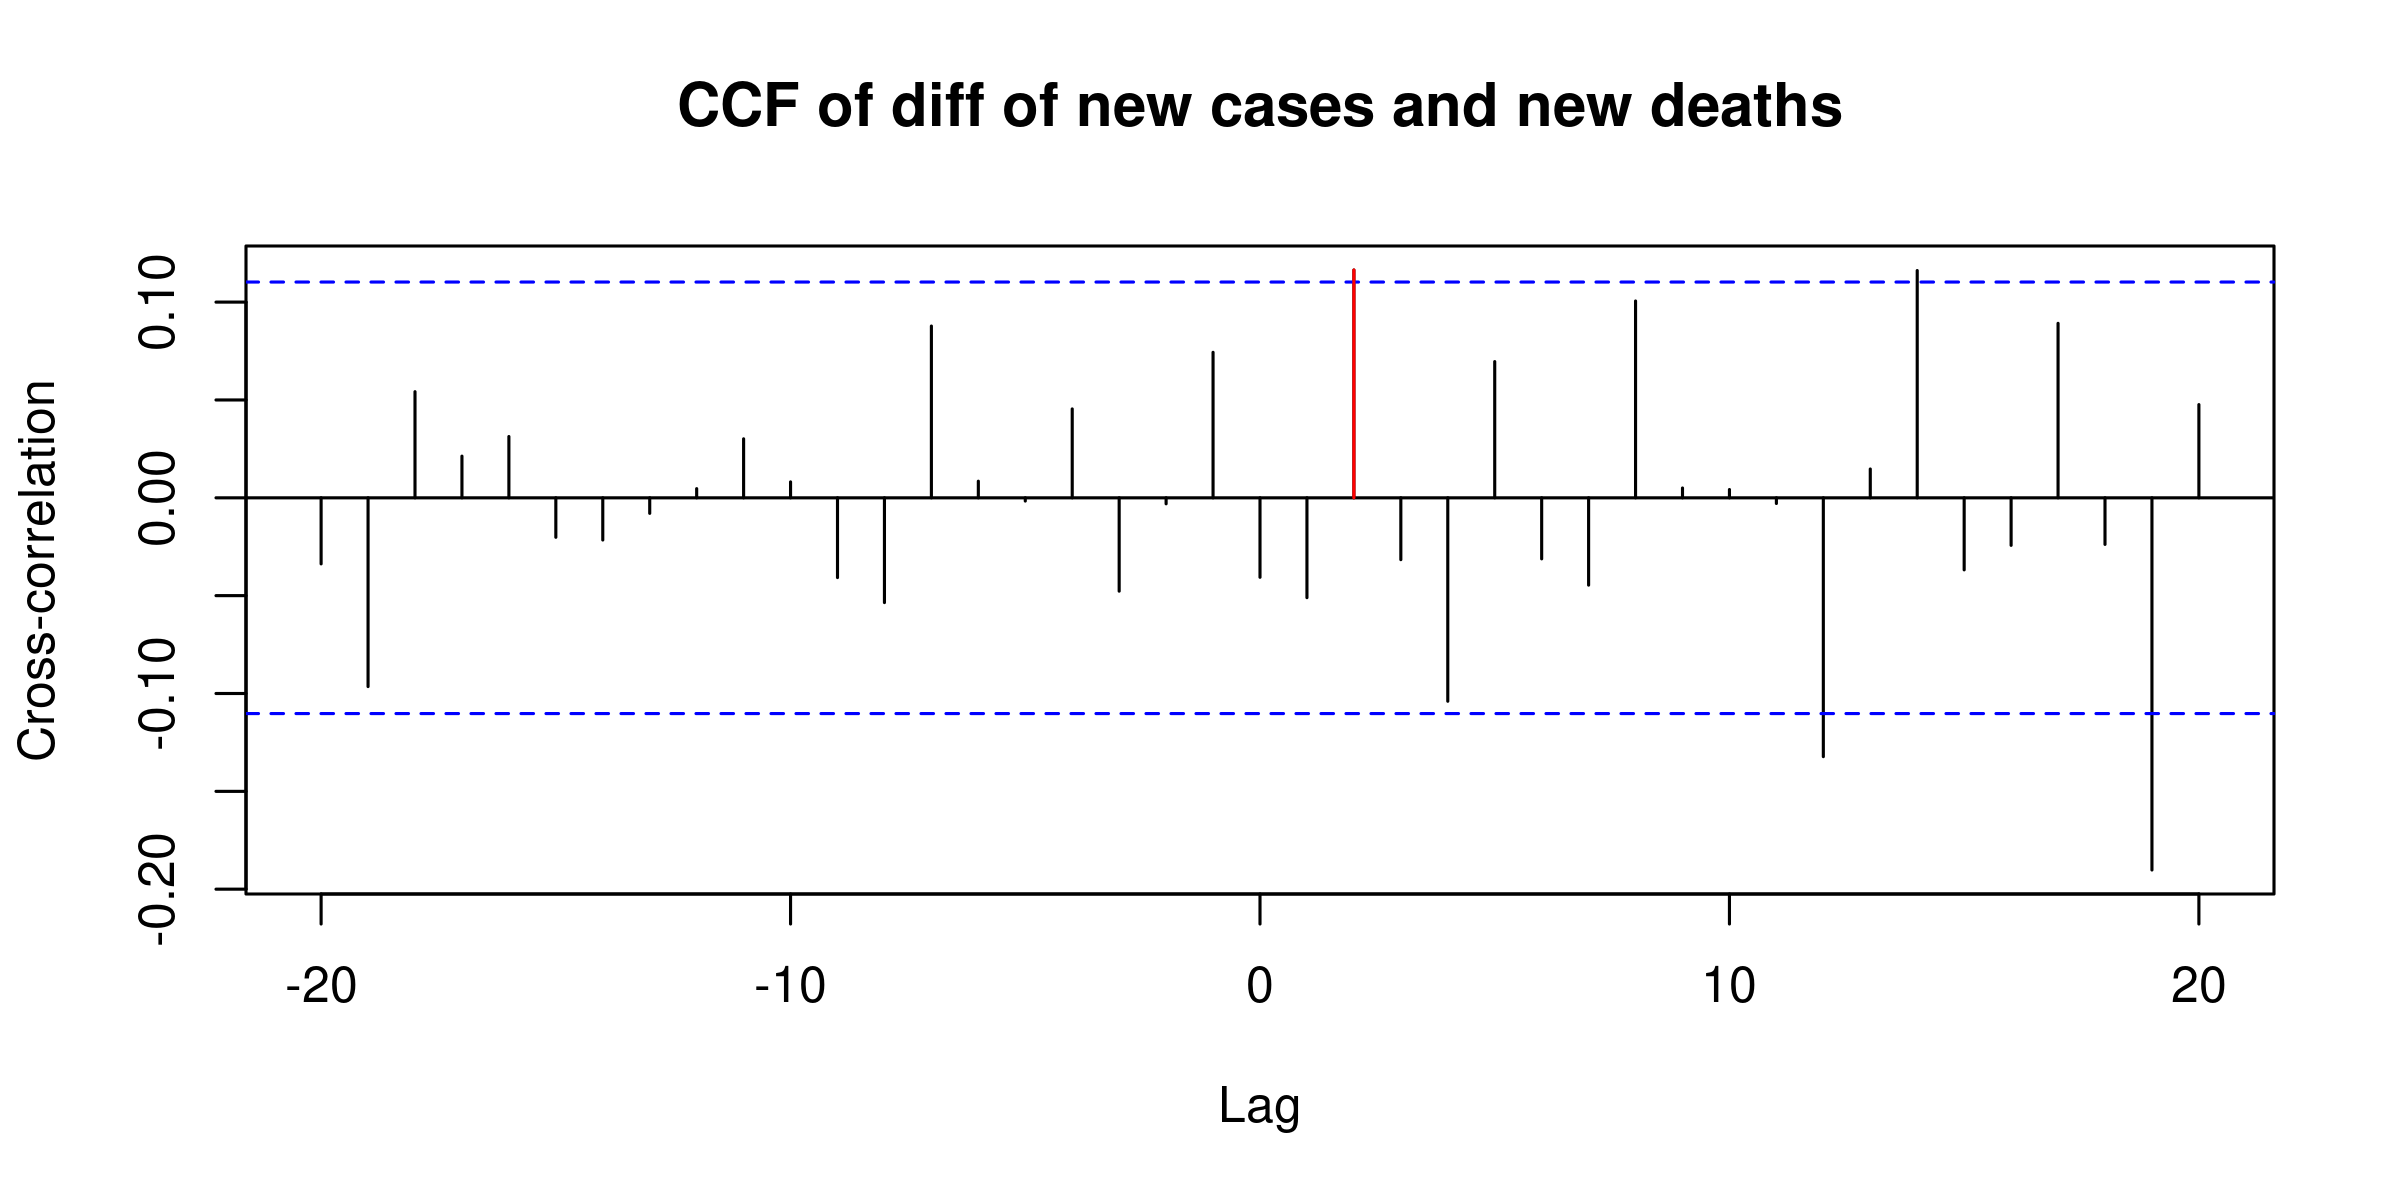 CCF of diff of new cases and new deaths
Cross-correlation
0.10
0.00
-0.10
-0.20
-20 -10 0 10 20
Lag